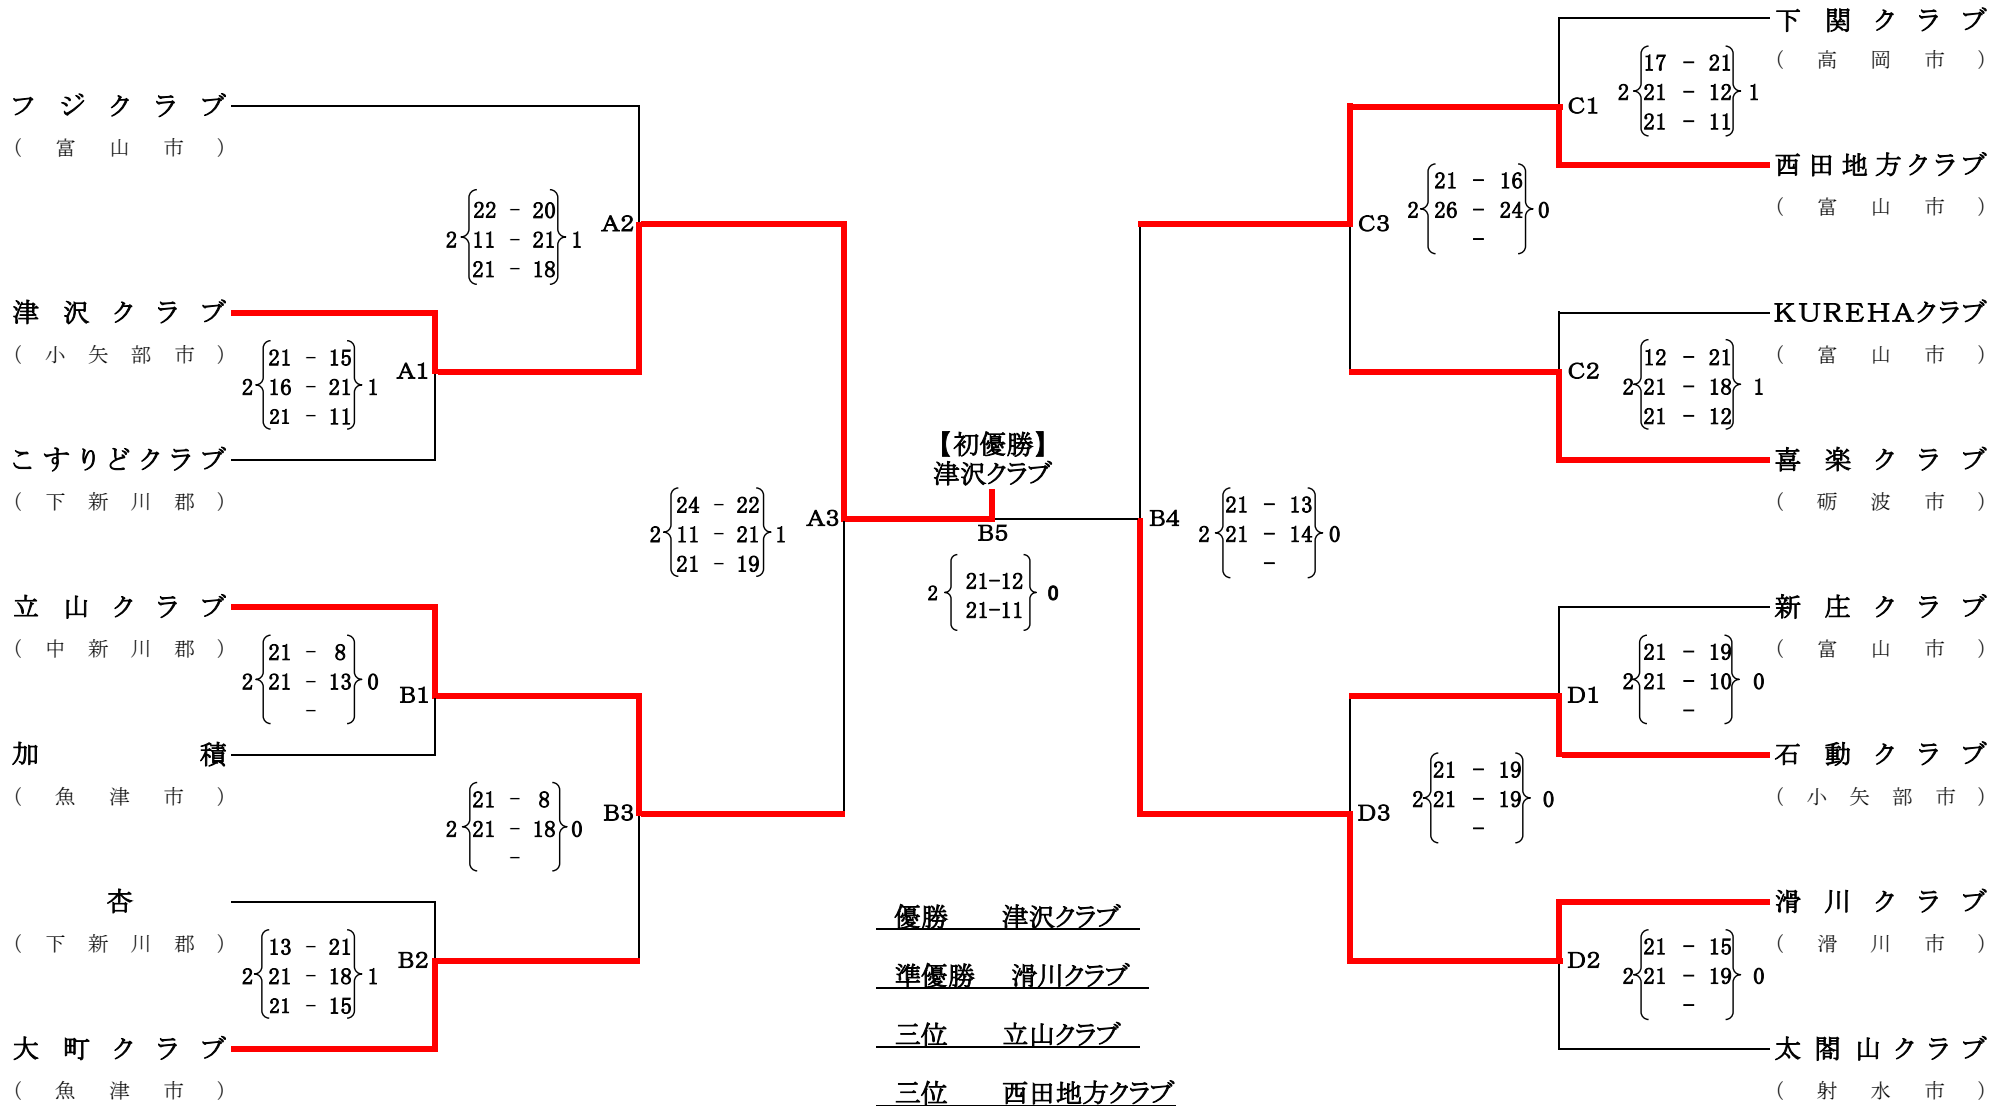 フジクラブ
(富山市)
2 22 - 20 1
11 - 21
21 - 18
A2
津沢クラブ
(小矢部市)
2 21 - 15 1
16 - 21
21 - 11
A1
こすりどクラブ
(下新川郡)
2 24 - 22 1
11 - 21
21 - 19
A3
立山クラブ
(中新川郡)
2 21 - 8 0
21 - 13
-
B1
加積
(魚津市)
2 21 - 8 0
21 - 18
-
B3
杏
(下新川郡)
2 13 - 21 1
21 - 18
21 - 15
B2
大町クラブ
(魚津市)
【初優勝】
津沢クラブ
B5
2 21-12 0
21-11
優勝 津沢クラブ
準優勝 滑川クラブ
三位 立山クラブ
三位 西田地方クラブ
下関クラブ
(高岡市)
C1
2 17 - 21 1
21 - 12
21 - 11
西田地方クラブ
(富山市)
C3
2 21 - 16 0
26 - 24
-
KUREHAクラブ
(富山市)
C2
2 12 - 21 1
21 - 18
21 - 12
喜楽クラブ
(砺波市)
B4
2 21 - 13 0
21 - 14
-
新庄クラブ
(富山市)
D1
2 21 - 19 0
21 - 10
-
石動クラブ
(小矢部市)
D3
2 21 - 19 0
21 - 19
-
滑川クラブ
(滑川市)
D2
2 21 - 15 0
21 - 19
-
太閤山クラブ
(射水市)